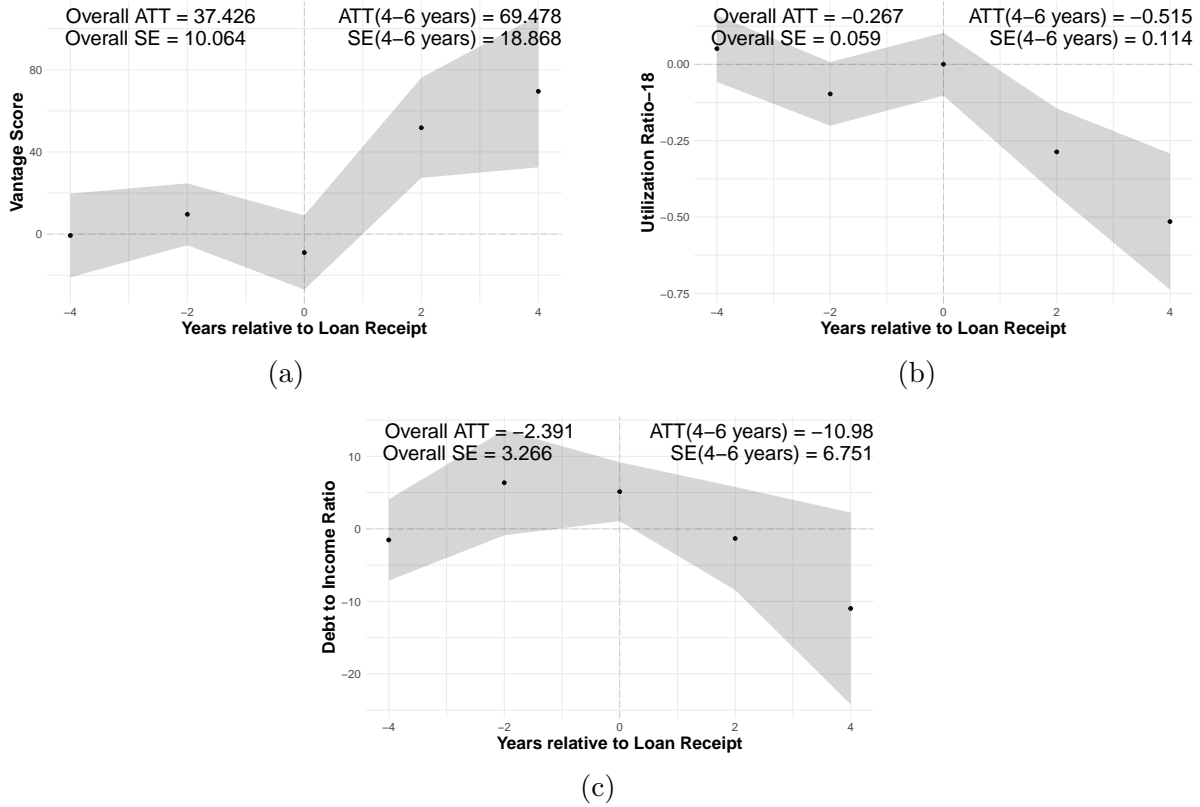 Overall ATT = 37.426 ATT(4−6 years) = 69.478
Overall SE = 10.064 SE(4−6 years) = 18.868
Vantage Score
80
40
0
−4 −2 0 2 4
Years relative to Loan Receipt
(a)
Overall ATT = −0.267 ATT(4−6 years) = −0.515
Overall SE = 0.059 SE(4−6 years) = 0.114
Utilization Ratio−18
0.00
−0.25
−0.50
−0.75
−4 −2 0 2 4
Years relative to Loan Receipt
(b)
Overall ATT = −2.391 ATT(4−6 years) = −10.98
Overall SE = 3.266 SE(4−6 years) = 6.751
Debt to Income Ratio
10
0
−10
−20
−4 −2 0 2 4
Years relative to Loan Receipt
(c)